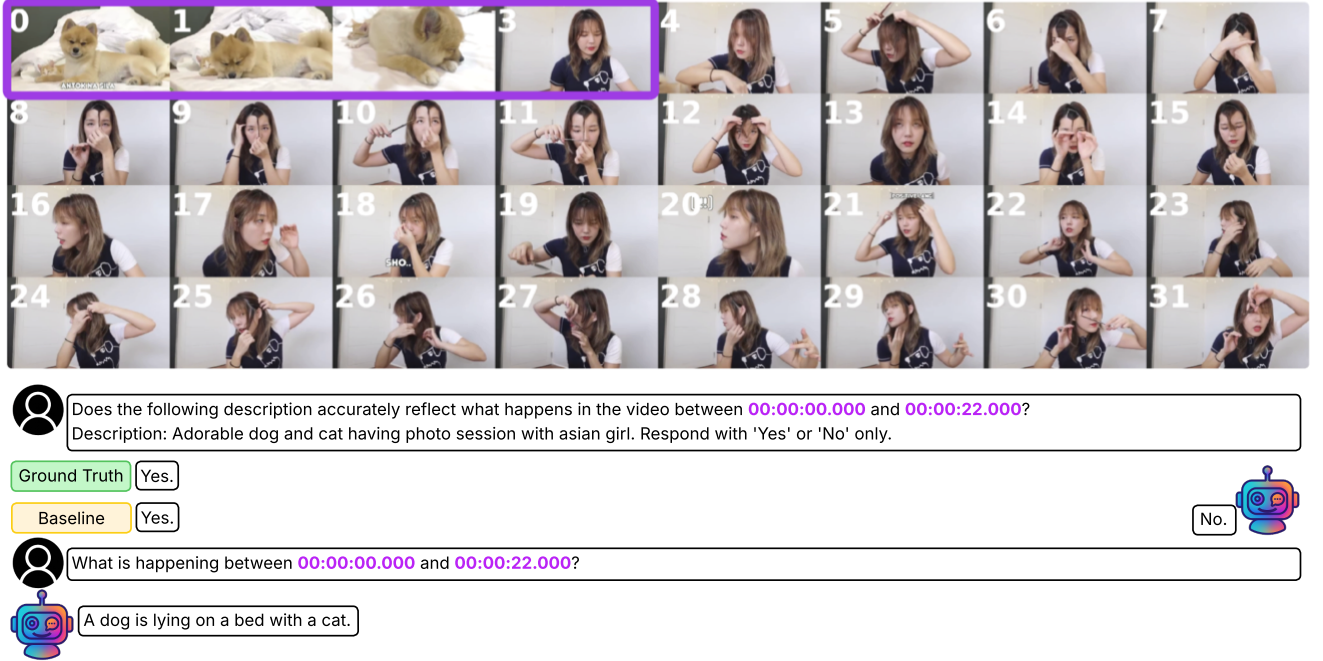 0 1 2 3 4 5 6 7
ANTONINASILA
8 9 10 11 12 13 14 15
16 17 18 19 20 21 22 23
SHO..
24 25 26 27 28 29 30 31
Does the following description accurately reflect what happens in the video between 00:00:00.000 and 00:00:22.000?
Description: Adorable dog and cat having photo session with asian girl. Respond with 'Yes' or 'No' only.
Ground Truth Yes.
Baseline Yes.
No.
What is happening between 00:00:00.000 and 00:00:22.000?
A dog is lying on a bed with a cat.